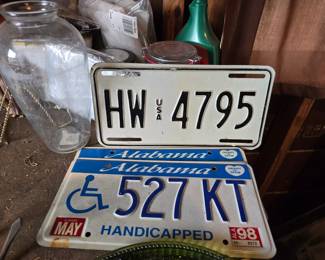 HW USA 4795
Alabama
Alabama
527 KT
MAY 98
HANDICAPPED